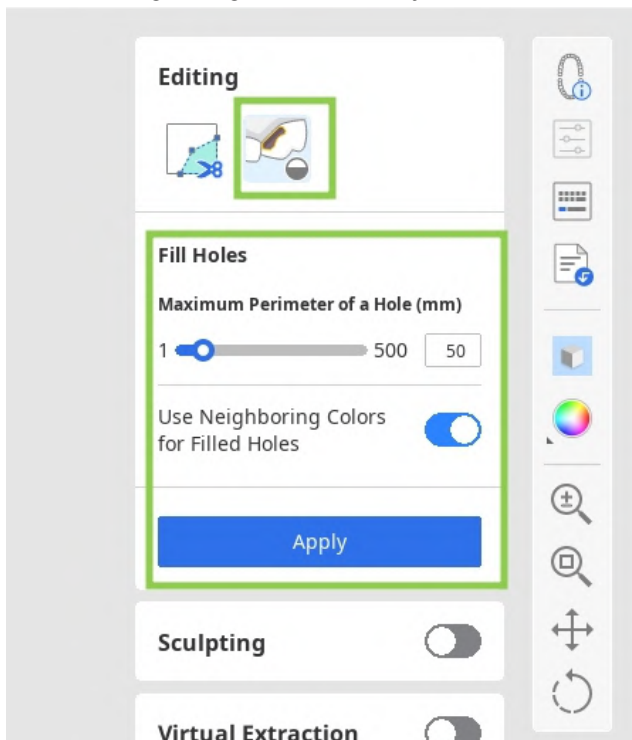 Editing
Fill Holes
Maximum Perimeter of a Hole (mm)
1 500 50
Use Neighboring Colors
for Filled Holes
Apply
Sculpting
Virtual Extraction